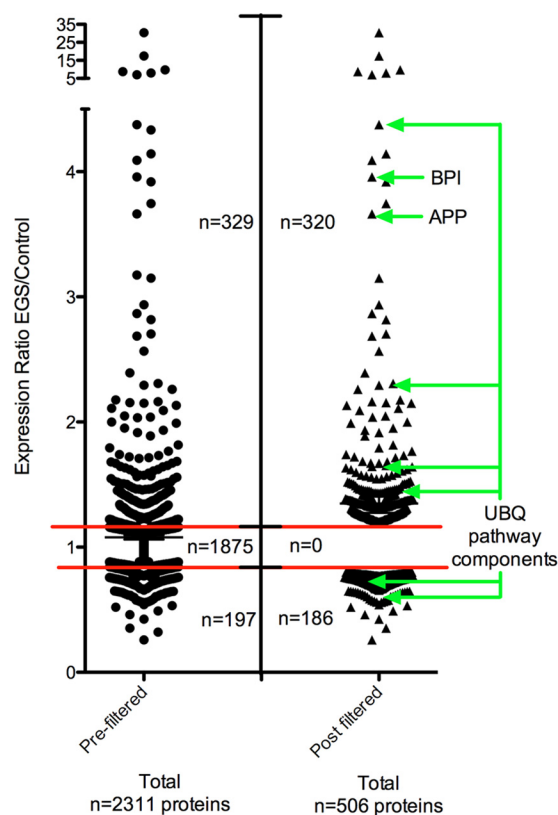 35
25
15
5
4
3
2
1
0
Expression Ratio EGS/Control
n=329
n=320
BPI
APP
n=1875
n=0
UBQ
pathway
components
n=197
n=186
Pre-filtered
Post filtered
Total
n=2311 proteins
Total
n=506 proteins